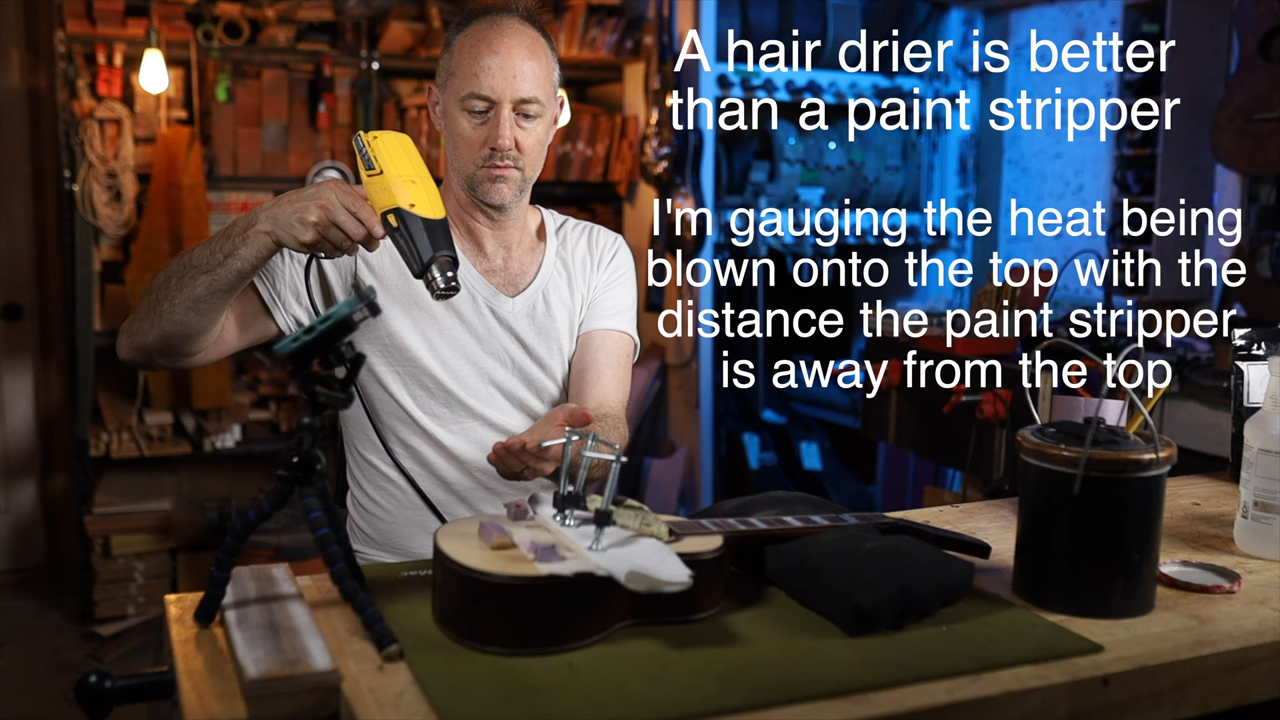 A hair drier is better
than a paint stripper
I'm gauging the heat being
blown onto the top with the
distance the paint stripper
is away from the top